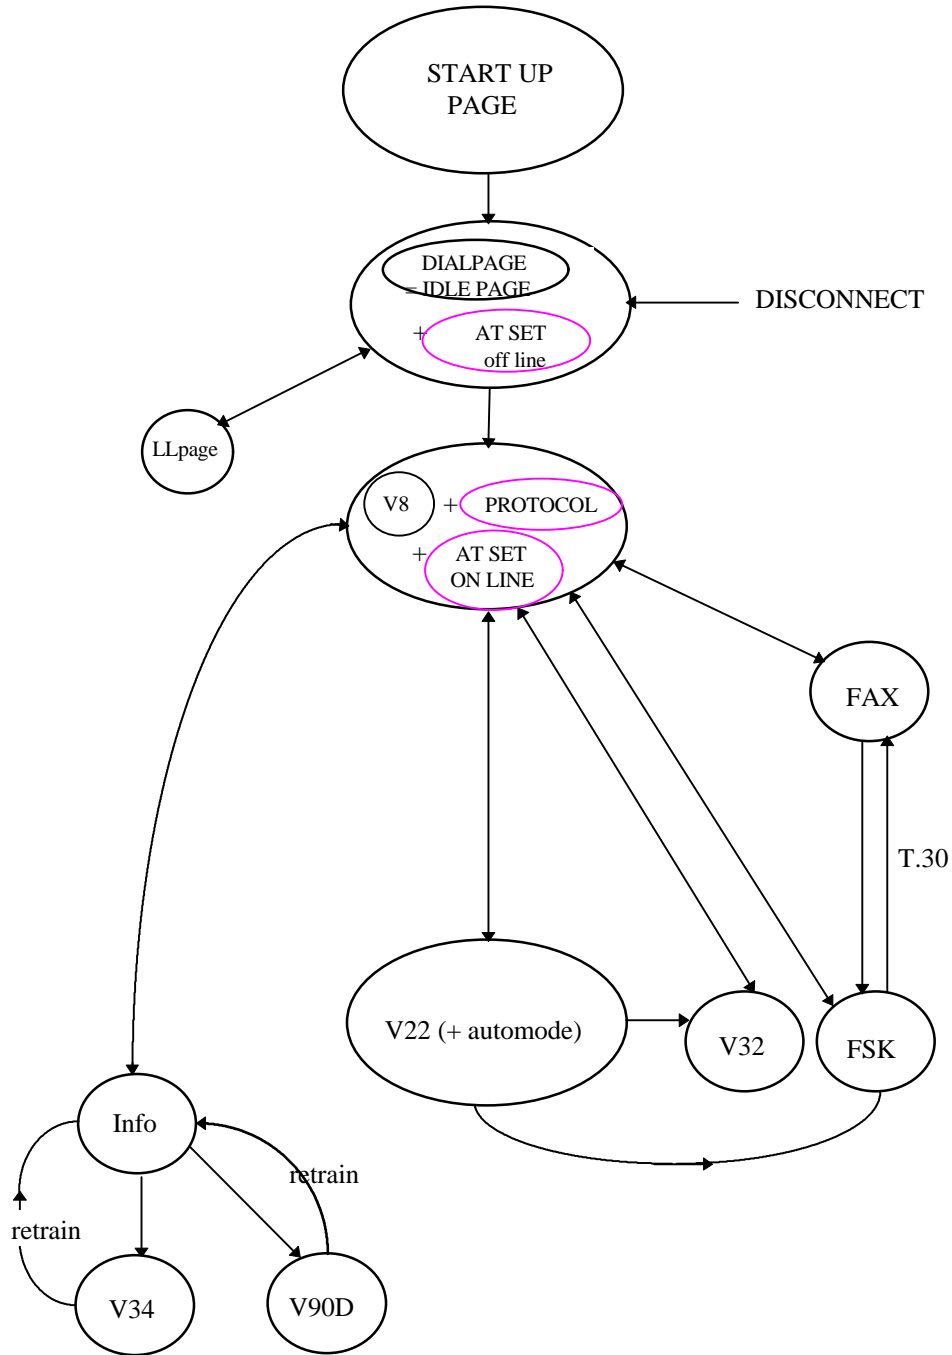 START UP
PAGE
DIALPAGE
= IDLE PAGE
DISCONNECT
+ AT SET
off line
LLpage
V8 + PROTOCOL
+ AT SET
ON LINE
FAX
T.30
V22 (+ automode)
V32
FSK
Info
retrain
retrain
V34
V90D